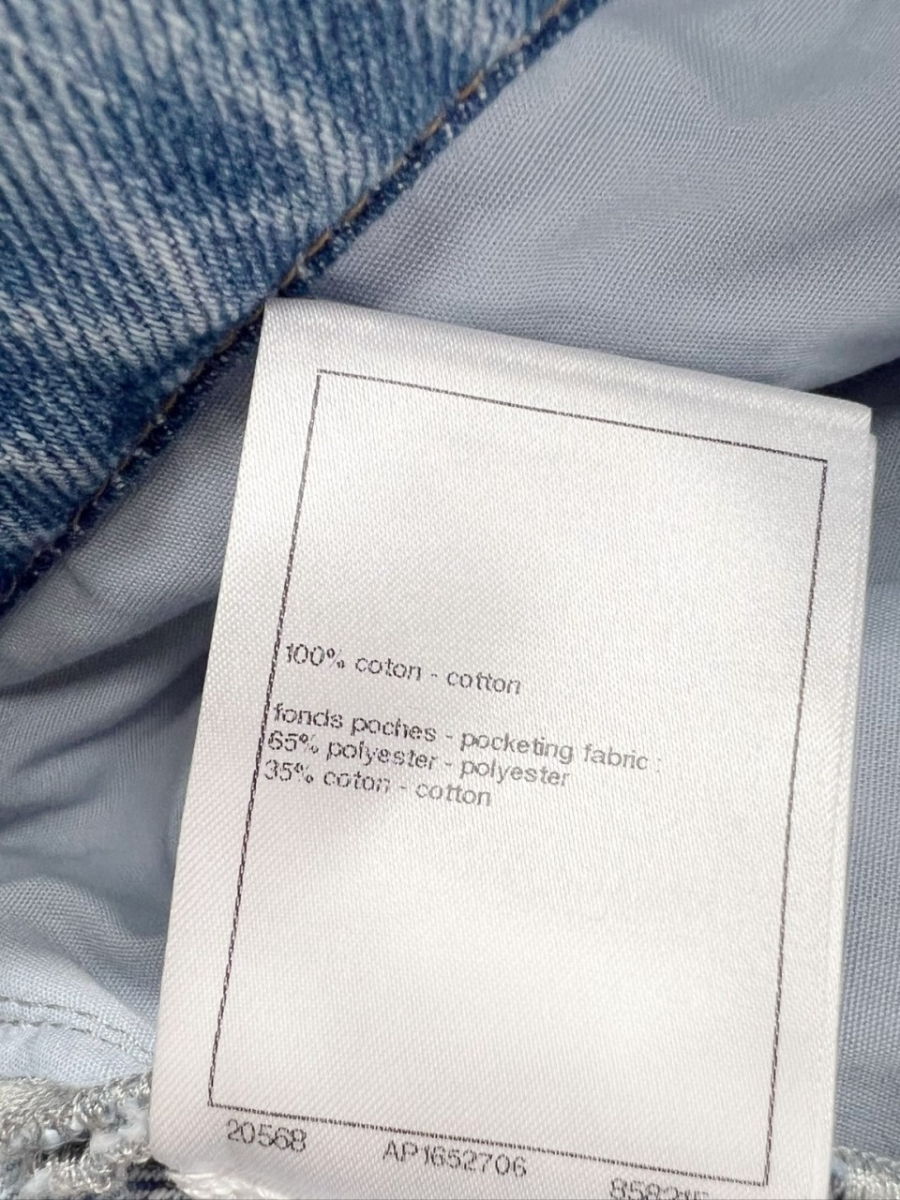 100% coton - cotton
fonds poches - pocketing fabric :
65% polyester - polyester
35% coton - cotton
20568 AP1652706